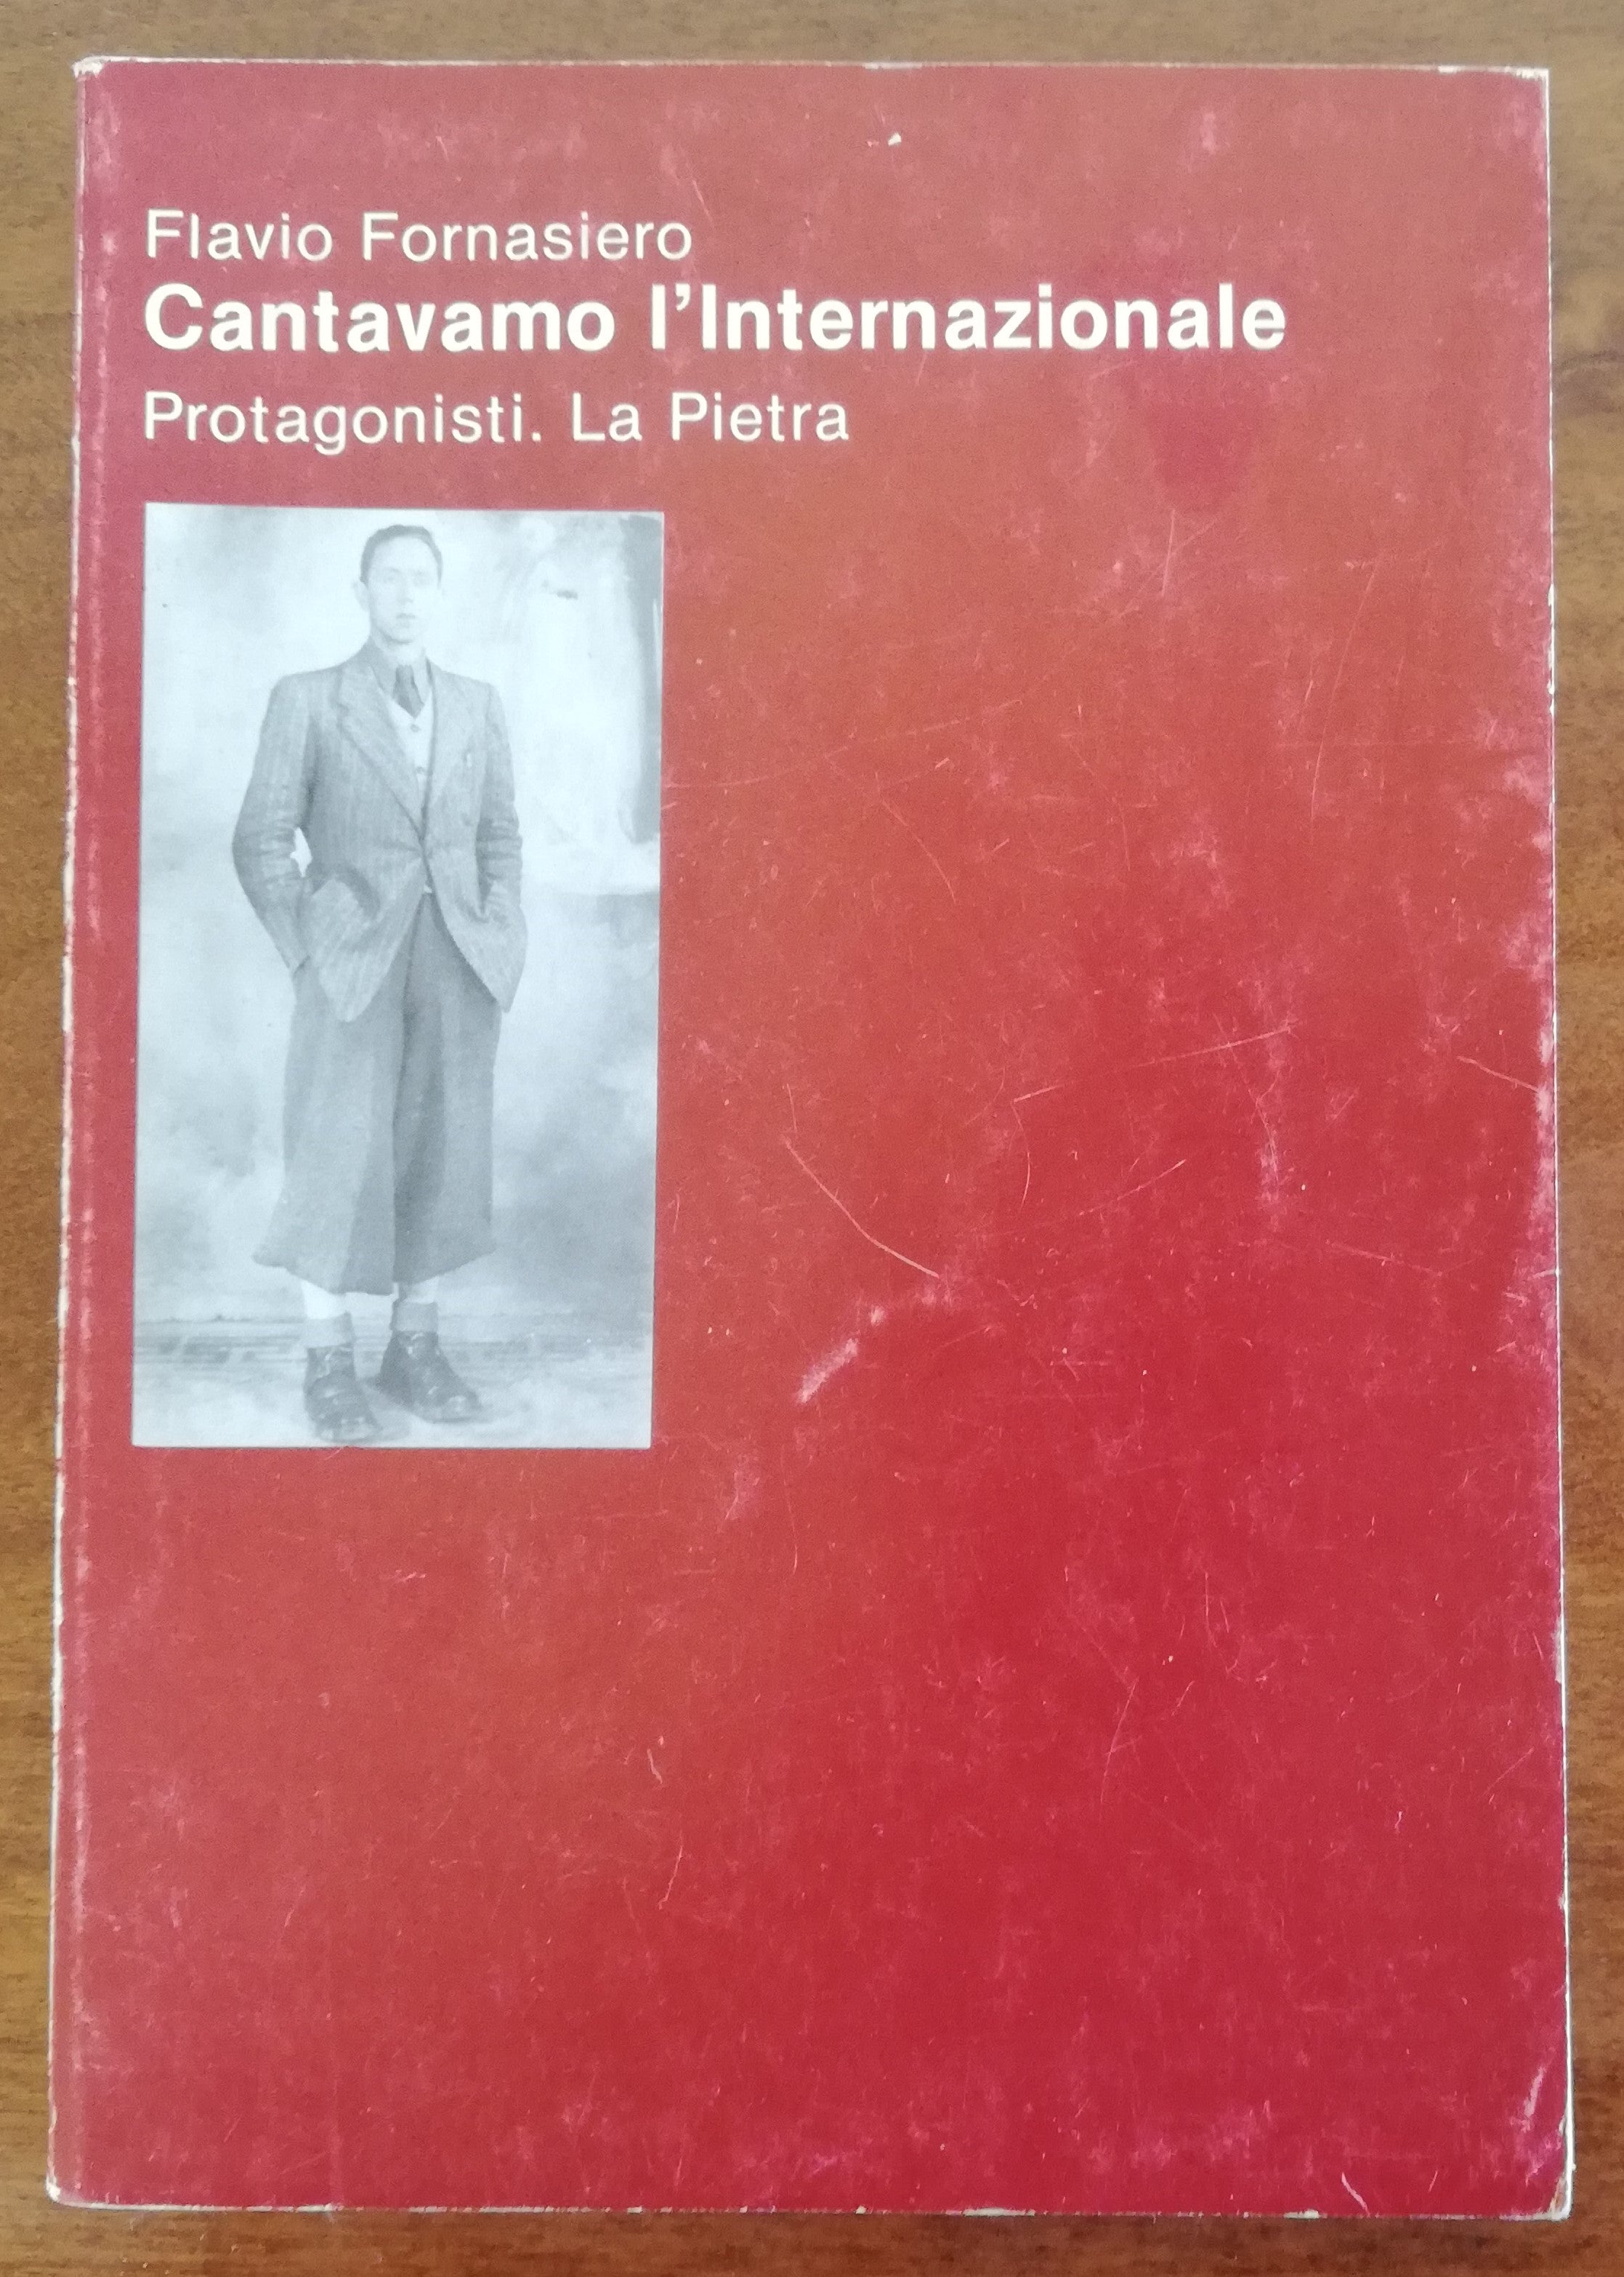 Flavio Fornasiero
Cantavamo l'Internazionale
Protagonisti. La Pietra